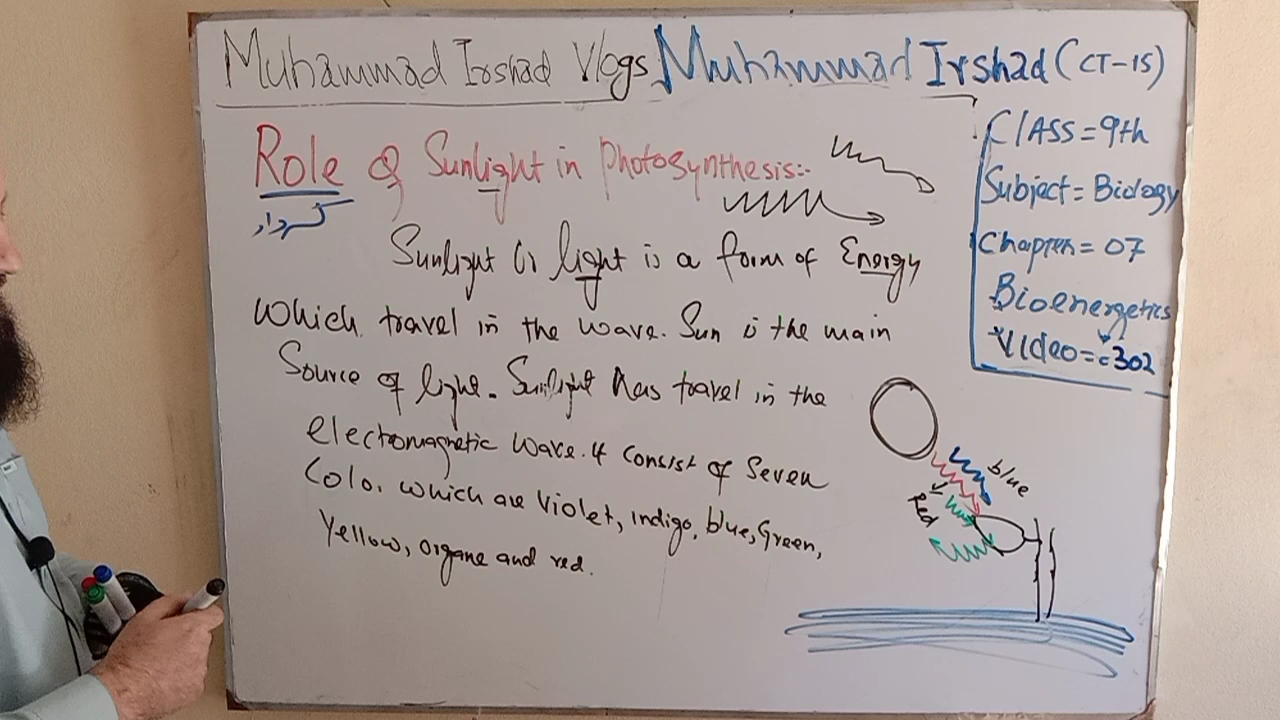 Muhammad Irshad Vlogs Muhammad Irshad (CT-15)
Role of Sunlight in Photosynthesis:-
کردار
Sunlight or light is a form of Energy
which travel in the wave. Sun is the main
Source of light. Sunlight has travel in the
electromagnetic wave. It consist of Seven
Colo. which are violet, indigo, blue, Green,
Yellow, organe and red.
Class = 9th
Subject = Biology
Chapter = 07
Bioenergetics
Video = 302
blue
Red